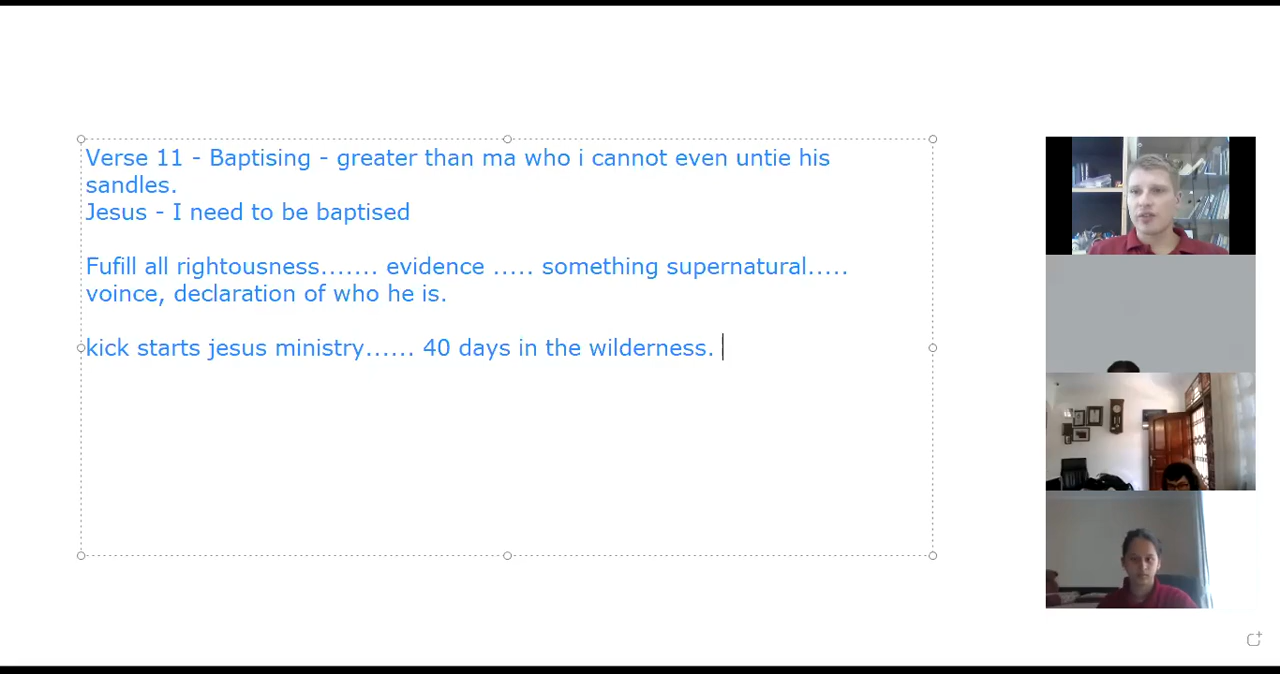 Verse 11 - Baptising - greater than ma who i cannot even untie his
sandles.
Jesus - I need to be baptised
Fufill all rightousness....... evidence ..... something supernatural.....
voince, declaration of who he is.
kick starts jesus ministry...... 40 days in the wilderness.